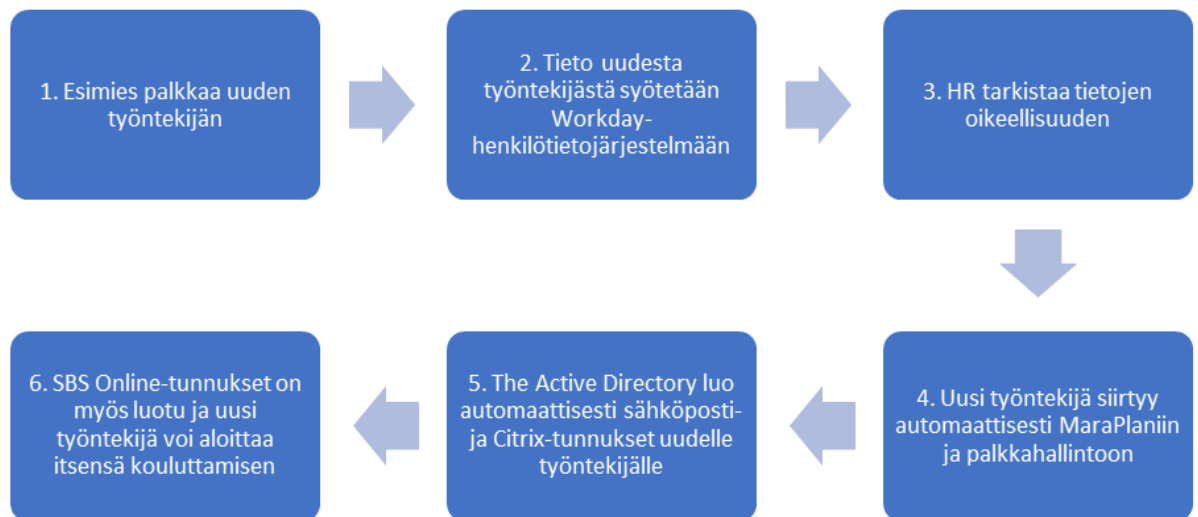 1. Esimies palkkaa uuden
työntekijän
2. Tieto uudesta
työntekijästä syötetään
Workday-
henkilötietojärjestelmään
3. HR tarkistaa tietojen
oikeellisuuden
4. Uusi työntekijä siirtyy
automaattisesti MaraPlaniin
ja palkkahallintoon
5. The Active Directory luo
automaattisesti sähköposti-
ja Citrix-tunnukset uudelle
työntekijälle
6. SBS Online-tunnukset on
myös luotu ja uusi
työntekijä voi aloittaa
itsensä kouluttamisen